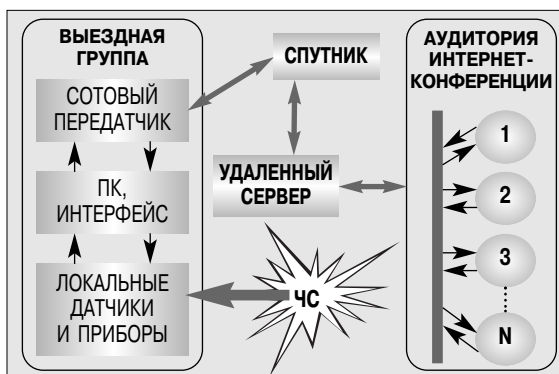 ВЫЕЗДНАЯ
ГРУППА
СОТОВЫЙ
ПЕРЕДАТЧИК
ПК,
ИНТЕРФЕЙС
ЛОКАЛЬНЫЕ
ДАТЧИКИ
И ПРИБОРЫ
СПУТНИК
УДАЛЕННЫЙ
СЕРВЕР
ЧС
АУДИТОРИЯ
ИНТЕРНЕТ-
КОНФЕРЕНЦИИ
1
2
3
N